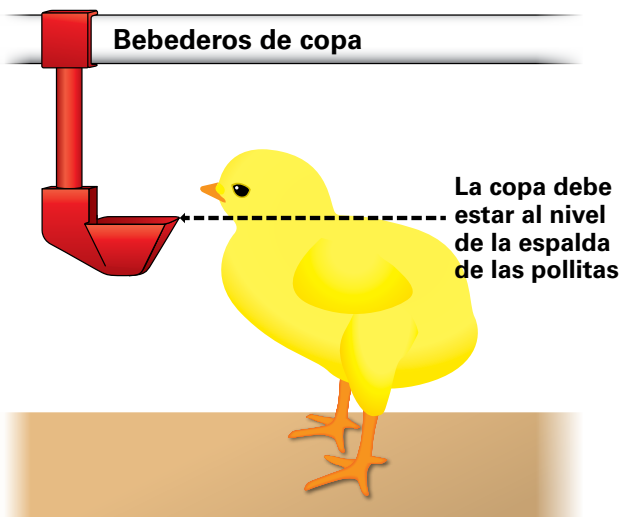 Bebederos de copa
La copa debe
estar al nivel
de la espalda
de las pollitas